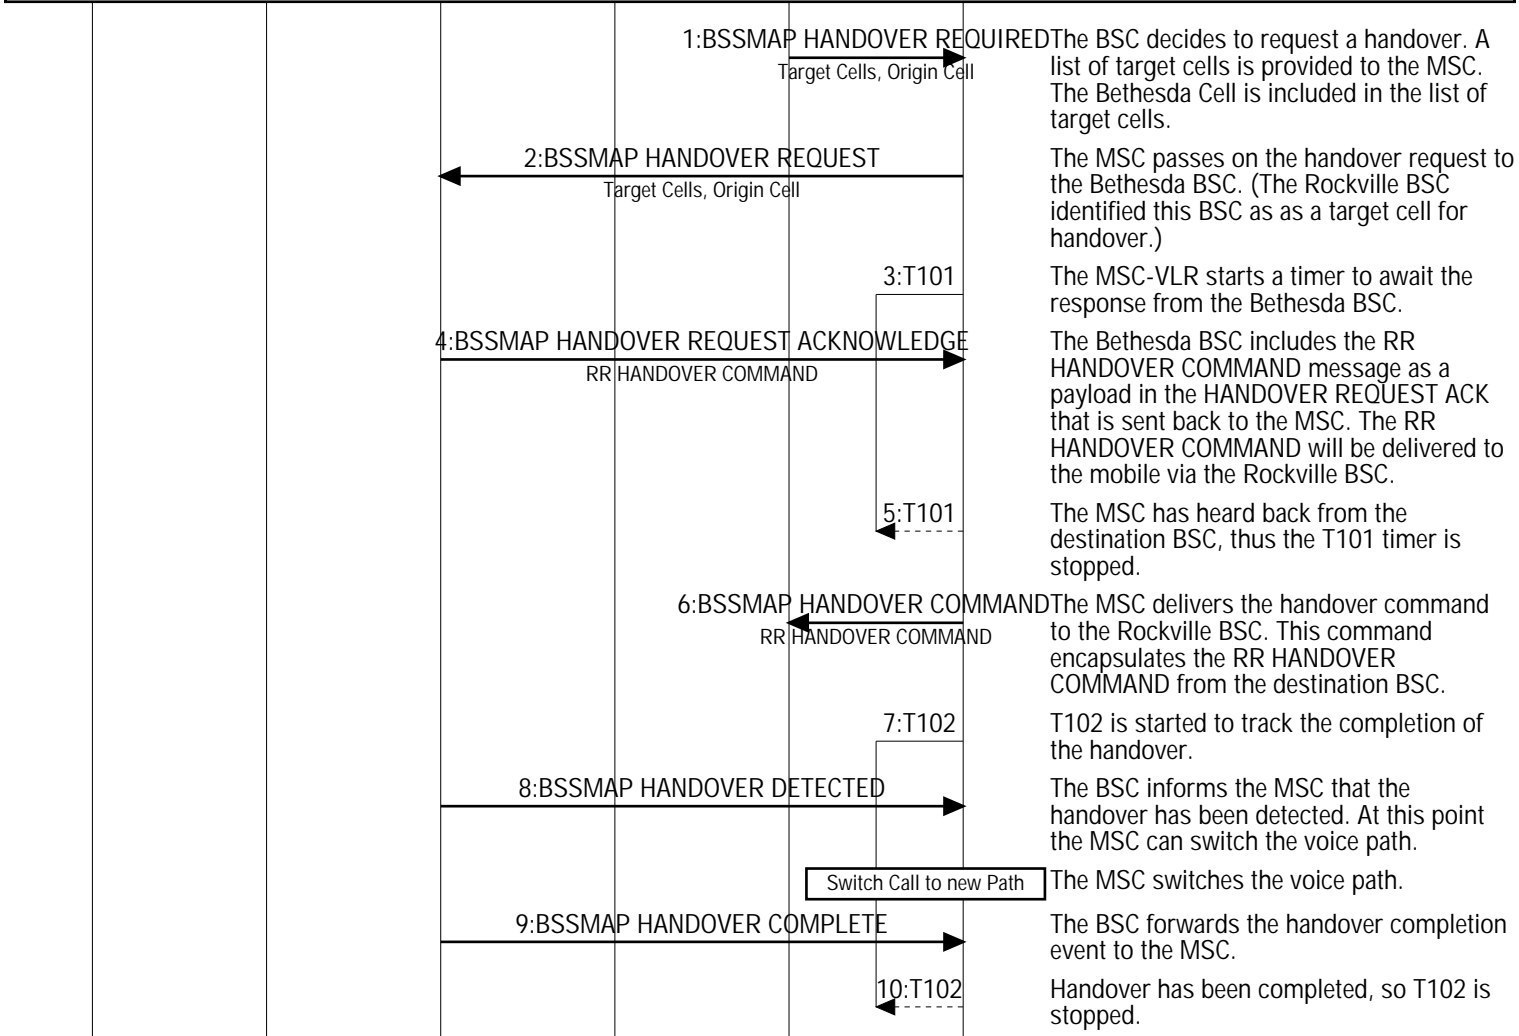 1:BSSMAP HANDOVER REQUIRED
Target Cells, Origin Cell
The BSC decides to request a handover. A
list of target cells is provided to the MSC.
The Bethesda Cell is included in the list of
target cells.
2:BSSMAP HANDOVER REQUEST
Target Cells, Origin Cell
The MSC passes on the handover request to
the Bethesda BSC. (The Rockville BSC
identified this BSC as as a target cell for
handover.)
3:T101
The MSC-VLR starts a timer to await the
response from the Bethesda BSC.
4:BSSMAP HANDOVER REQUEST ACKNOWLEDGE
RR HANDOVER COMMAND
The Bethesda BSC includes the RR
HANDOVER COMMAND message as a
payload in the HANDOVER REQUEST ACK
that is sent back to the MSC. The RR
HANDOVER COMMAND will be delivered to
the mobile via the Rockville BSC.
5:T101
The MSC has heard back from the
destination BSC, thus the T101 timer is
stopped.
6:BSSMAP HANDOVER COMMAND
RR HANDOVER COMMAND
The MSC delivers the handover command
to the Rockville BSC. This command
encapsulates the RR HANDOVER
COMMAND from the destination BSC.
7:T102
T102 is started to track the completion of
the handover.
8:BSSMAP HANDOVER DETECTED
The BSC informs the MSC that the
handover has been detected. At this point
the MSC can switch the voice path.
Switch Call to new Path
The MSC switches the voice path.
9:BSSMAP HANDOVER COMPLETE
The BSC forwards the handover completion
event to the MSC.
10:T102
Handover has been completed, so T102 is
stopped.